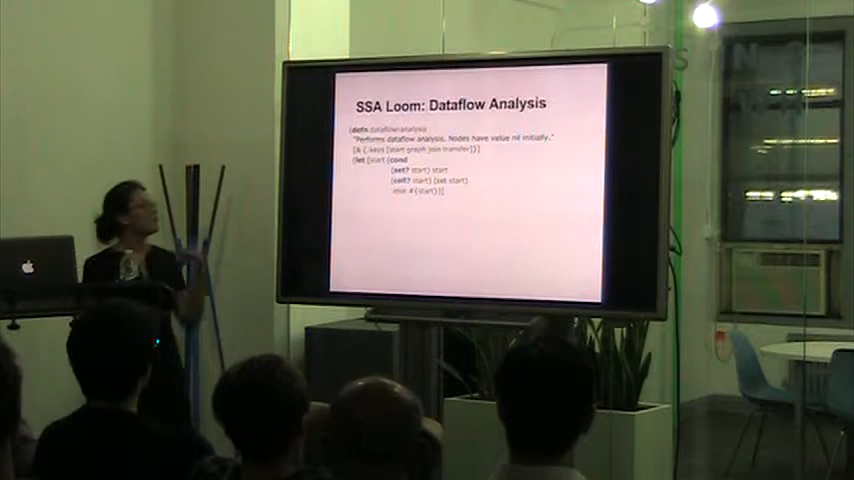 SSA Loom: Dataflow Analysis
(defn dataflow-analysis
"Performs dataflow analysis. Nodes have value nil initially."
[& {:keys [start graph join transfer]}]
(let [start (cond
(set? start) start
(coll? start) (set start)
:else #{start})]